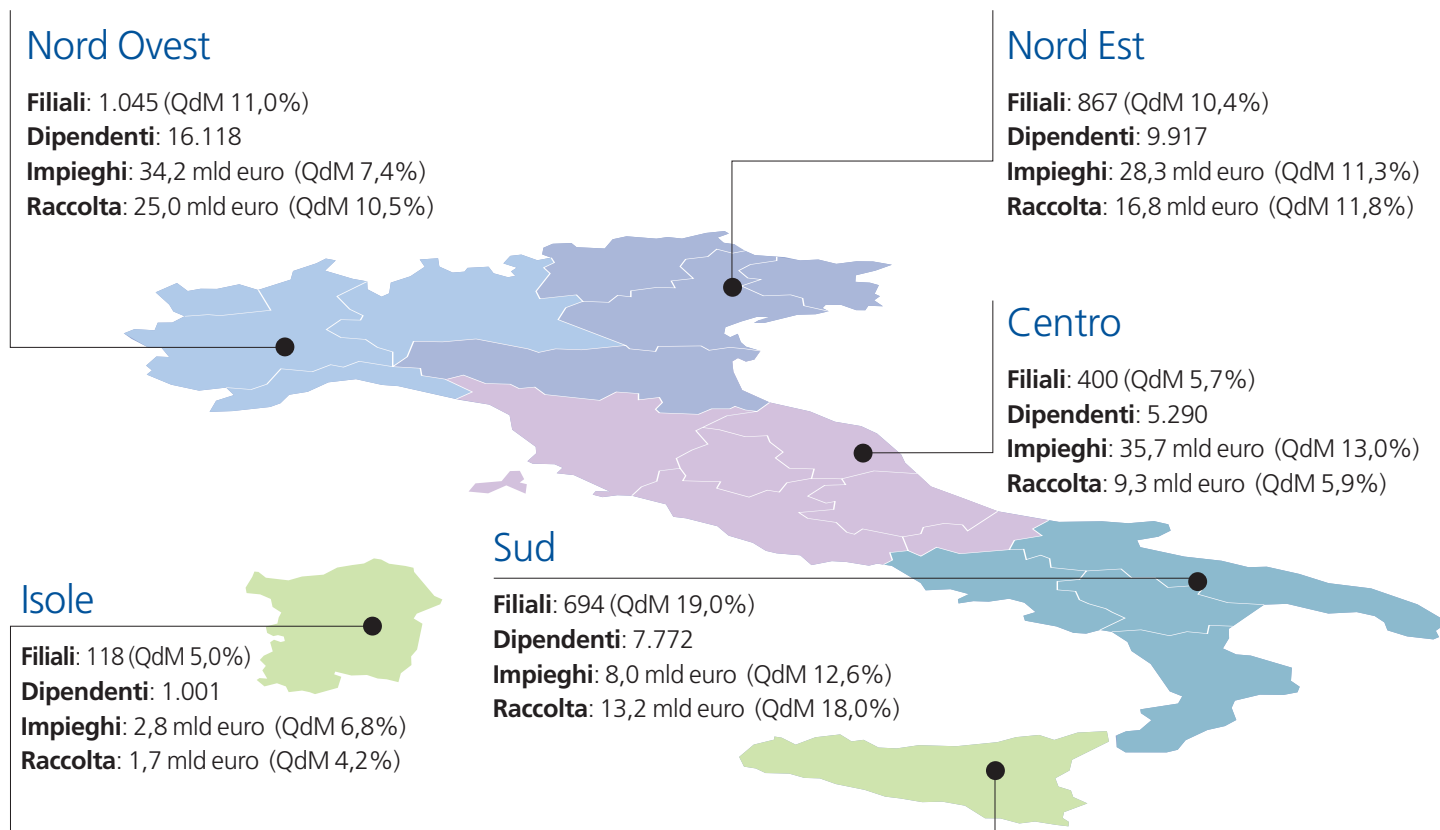 Nord Ovest
Filiali: 1.045 (QdM 11,0%)
Dipendenti: 16.118
Impieghi: 34,2 mld euro (QdM 7,4%)
Raccolta: 25,0 mld euro (QdM 10,5%)
Nord Est
Filiali: 867 (QdM 10,4%)
Dipendenti: 9.917
Impieghi: 28,3 mld euro (QdM 11,3%)
Raccolta: 16,8 mld euro (QdM 11,8%)
Centro
Filiali: 400 (QdM 5,7%)
Dipendenti: 5.290
Impieghi: 35,7 mld euro (QdM 13,0%)
Raccolta: 9,3 mld euro (QdM 5,9%)
Sud
Filiali: 694 (QdM 19,0%)
Dipendenti: 7.772
Impieghi: 8,0 mld euro (QdM 12,6%)
Raccolta: 13,2 mld euro (QdM 18,0%)
Isole
Filiali: 118 (QdM 5,0%)
Dipendenti: 1.001
Impieghi: 2,8 mld euro (QdM 6,8%)
Raccolta: 1,7 mld euro (QdM 4,2%)